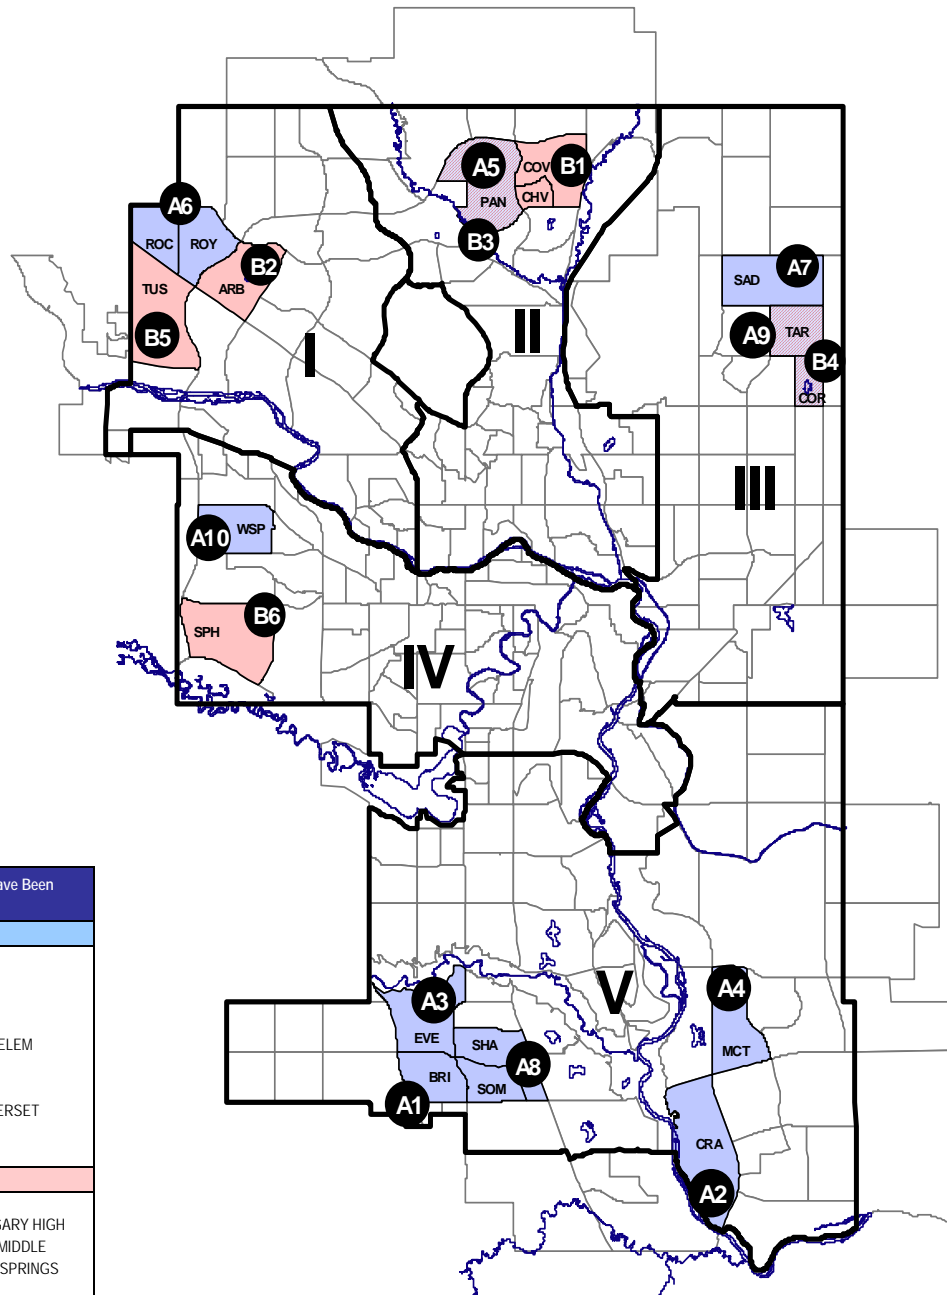 A5
COV
B1
CHV
PAN
A6
ROC
ROY
B3
B2
ARB
SAD
A7
TUS
B5
I
II
A9
TAR
B4
COR
III
WSP
A10
B6
SPH
IV
ave Been
V
A3
A4
EVE
SHA
ELEM
MCT
BRI
A8
SOM
A1
ERSET
CRA
A2
GARY HIGH
MIDDLE
SPRINGS